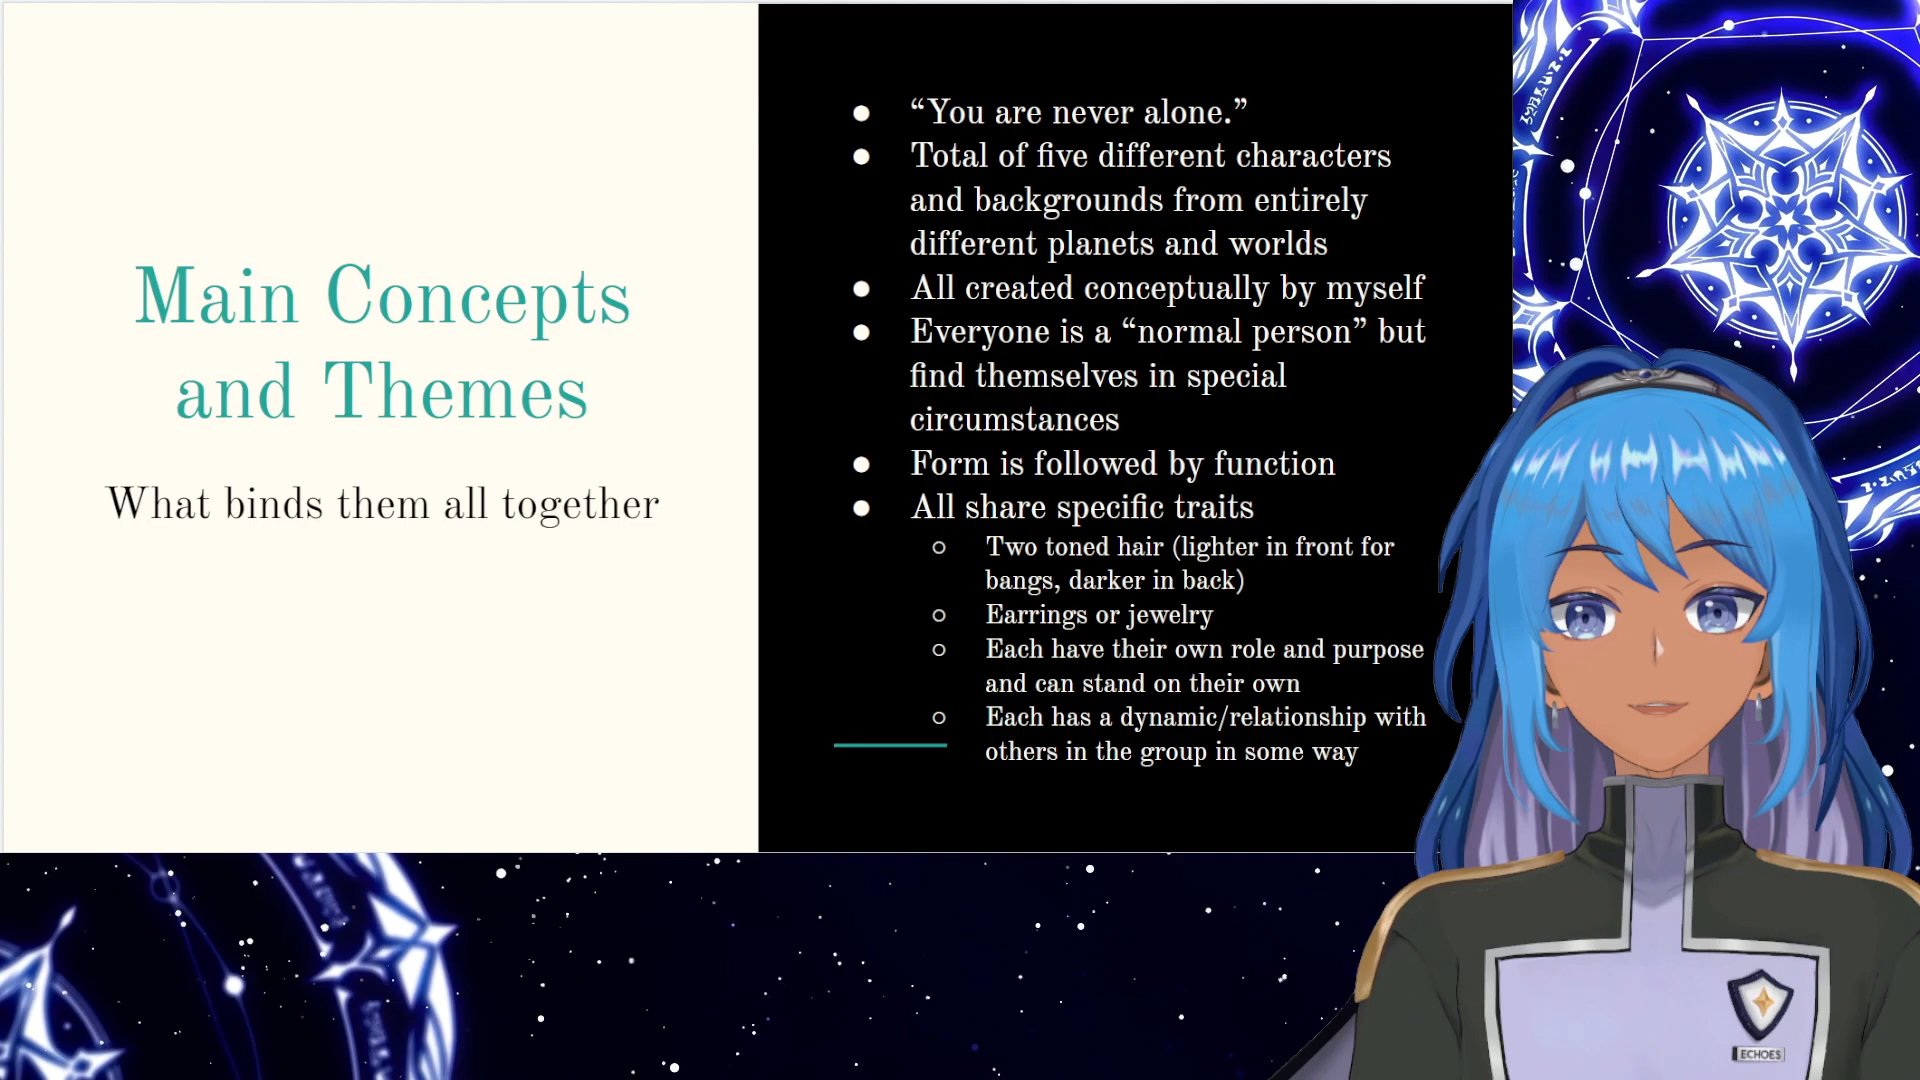 Main Concepts
and Themes
What binds them all together
● “You are never alone.”
● Total of five different characters
and backgrounds from entirely
different planets and worlds
● All created conceptually by myself
● Everyone is a “normal person” but
find themselves in special
circumstances
● Form is followed by function
● All share specific traits
○ Two toned hair (lighter in front for
bangs, darker in back)
○ Earrings or jewelry
○ Each have their own role and purpose
and can stand on their own
○ Each has a dynamic/relationship with
others in the group in some way
ECHOES